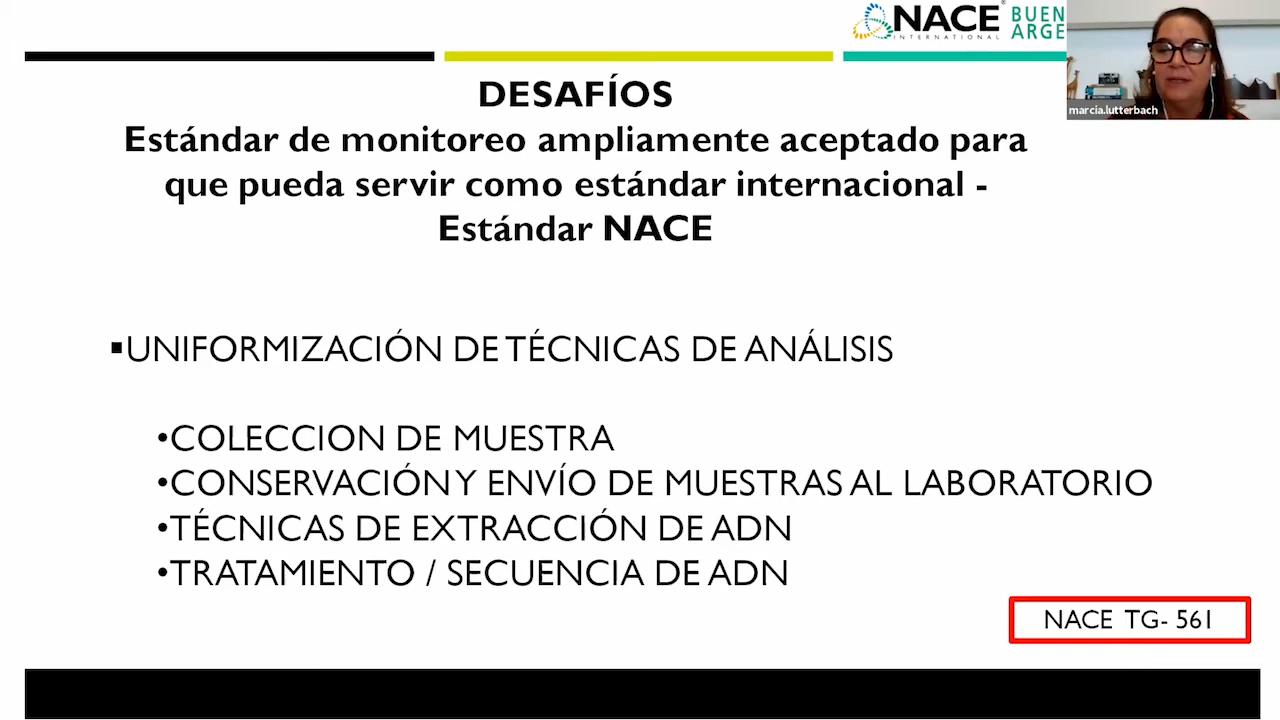 NACE
INTERNATIONAL
BUEN
ARGE
marcia.lutterbach
DESAFÍOS
Estándar de monitoreo ampliamente aceptado para
que pueda servir como estándar internacional -
Estándar NACE
▪UNIFORMIZACIÓN DE TÉCNICAS DE ANÁLISIS
•COLECCION DE MUESTRA
•CONSERVACIÓN Y ENVÍO DE MUESTRAS AL LABORATORIO
•TÉCNICAS DE EXTRACCIÓN DE ADN
•TRATAMIENTO / SECUENCIA DE ADN
NACE TG- 561